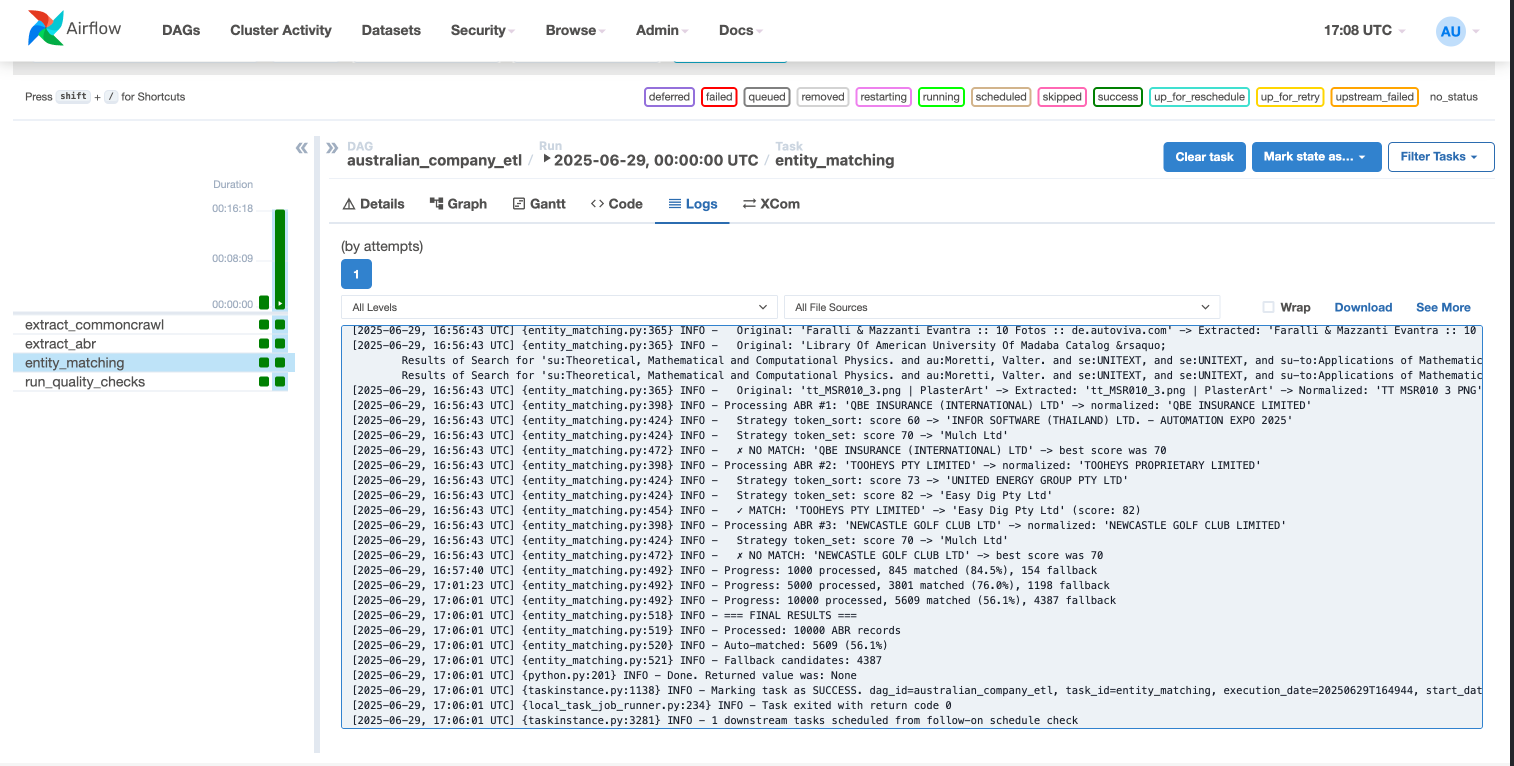 Airflow
DAGs Cluster Activity Datasets Security Browse Admin Docs 17:08 UTC AU
Press shift + / for Shortcuts
deferred failed queued removed restarting running scheduled skipped success up_for_reschedule up_for_retry upstream_failed no_status
DAG Run Task
australian_company_etl / 2025-06-29, 00:00:00 UTC / entity_matching
Clear task Mark state as... Filter Tasks
Duration
00:16:18
00:08:09
00:00:00
extract_commoncrawl
extract_abr
entity_matching
run_quality_checks
Details Graph Gantt Code Logs XCom
(by attempts)
1
All Levels All File Sources Wrap Download See More
[2025-06-29, 16:56:43 UTC] {entity_matching.py:365} INFO -   Original: 'Faralli & Mazzanti Evantra :: 10 Fotos :: de.autoviva.com' -> Extracted: 'Faralli & Mazzanti Evantra :: 10
[2025-06-29, 16:56:43 UTC] {entity_matching.py:365} INFO -   Original: 'Library Of American University Of Madaba Catalog &rsaquo;
Results of Search for 'su:Theoretical, Mathematical and Computational Physics. and au:Moretti, Valter. and se:UNITEXT, and se:UNITEXT, and su-to:Applications of Mathematic
Results of Search for 'su:Theoretical, Mathematical and Computational Physics. and au:Moretti, Valter. and se:UNITEXT, and se:UNITEXT, and su-to:Applications of Mathematic
[2025-06-29, 16:56:43 UTC] {entity_matching.py:365} INFO -   Original: 'tt_MSR010_3.png | PlasterArt' -> Extracted: 'tt_MSR010_3.png | PlasterArt' -> Normalized: 'TT MSR010 3 PNG'
[2025-06-29, 16:56:43 UTC] {entity_matching.py:398} INFO - Processing ABR #1: 'QBE INSURANCE (INTERNATIONAL) LTD' -> normalized: 'QBE INSURANCE LIMITED'
[2025-06-29, 16:56:43 UTC] {entity_matching.py:424} INFO -   Strategy token_sort: score 60 -> 'INFOR SOFTWARE (THAILAND) LTD. - AUTOMATION EXPO 2025'
[2025-06-29, 16:56:43 UTC] {entity_matching.py:424} INFO -   Strategy token_set: score 70 -> 'Mulch Ltd'
[2025-06-29, 16:56:43 UTC] {entity_matching.py:472} INFO -   ✗ NO MATCH: 'QBE INSURANCE (INTERNATIONAL) LTD' -> best score was 70
[2025-06-29, 16:56:43 UTC] {entity_matching.py:398} INFO - Processing ABR #2: 'TOOHEYS PTY LIMITED' -> normalized: 'TOOHEYS PROPRIETARY LIMITED'
[2025-06-29, 16:56:43 UTC] {entity_matching.py:424} INFO -   Strategy token_sort: score 73 -> 'UNITED ENERGY GROUP PTY LTD'
[2025-06-29, 16:56:43 UTC] {entity_matching.py:424} INFO -   Strategy token_set: score 82 -> 'Easy Dig Pty Ltd'
[2025-06-29, 16:56:43 UTC] {entity_matching.py:454} INFO -   ✓ MATCH: 'TOOHEYS PTY LIMITED' -> 'Easy Dig Pty Ltd' (score: 82)
[2025-06-29, 16:56:43 UTC] {entity_matching.py:398} INFO - Processing ABR #3: 'NEWCASTLE GOLF CLUB LTD' -> normalized: 'NEWCASTLE GOLF CLUB LIMITED'
[2025-06-29, 16:56:43 UTC] {entity_matching.py:424} INFO -   Strategy token_set: score 70 -> 'Mulch Ltd'
[2025-06-29, 16:56:43 UTC] {entity_matching.py:472} INFO -   ✗ NO MATCH: 'NEWCASTLE GOLF CLUB LTD' -> best score was 70
[2025-06-29, 16:57:40 UTC] {entity_matching.py:492} INFO - Progress: 1000 processed, 845 matched (84.5%), 154 fallback
[2025-06-29, 17:01:23 UTC] {entity_matching.py:492} INFO - Progress: 5000 processed, 3801 matched (76.0%), 1198 fallback
[2025-06-29, 17:06:01 UTC] {entity_matching.py:492} INFO - Progress: 10000 processed, 5609 matched (56.1%), 4387 fallback
[2025-06-29, 17:06:01 UTC] {entity_matching.py:518} INFO - === FINAL RESULTS ===
[2025-06-29, 17:06:01 UTC] {entity_matching.py:519} INFO - Processed: 10000 ABR records
[2025-06-29, 17:06:01 UTC] {entity_matching.py:520} INFO - Auto-matched: 5609 (56.1%)
[2025-06-29, 17:06:01 UTC] {entity_matching.py:521} INFO - Fallback candidates: 4387
[2025-06-29, 17:06:01 UTC] {python.py:201} INFO - Done. Returned value was: None
[2025-06-29, 17:06:01 UTC] {taskinstance.py:1138} INFO - Marking task as SUCCESS. dag_id=australian_company_etl, task_id=entity_matching, execution_date=20250629T164944, start_dat
[2025-06-29, 17:06:01 UTC] {local_task_job_runner.py:234} INFO - Task exited with return code 0
[2025-06-29, 17:06:01 UTC] {taskinstance.py:3281} INFO - 1 downstream tasks scheduled from follow-on schedule check